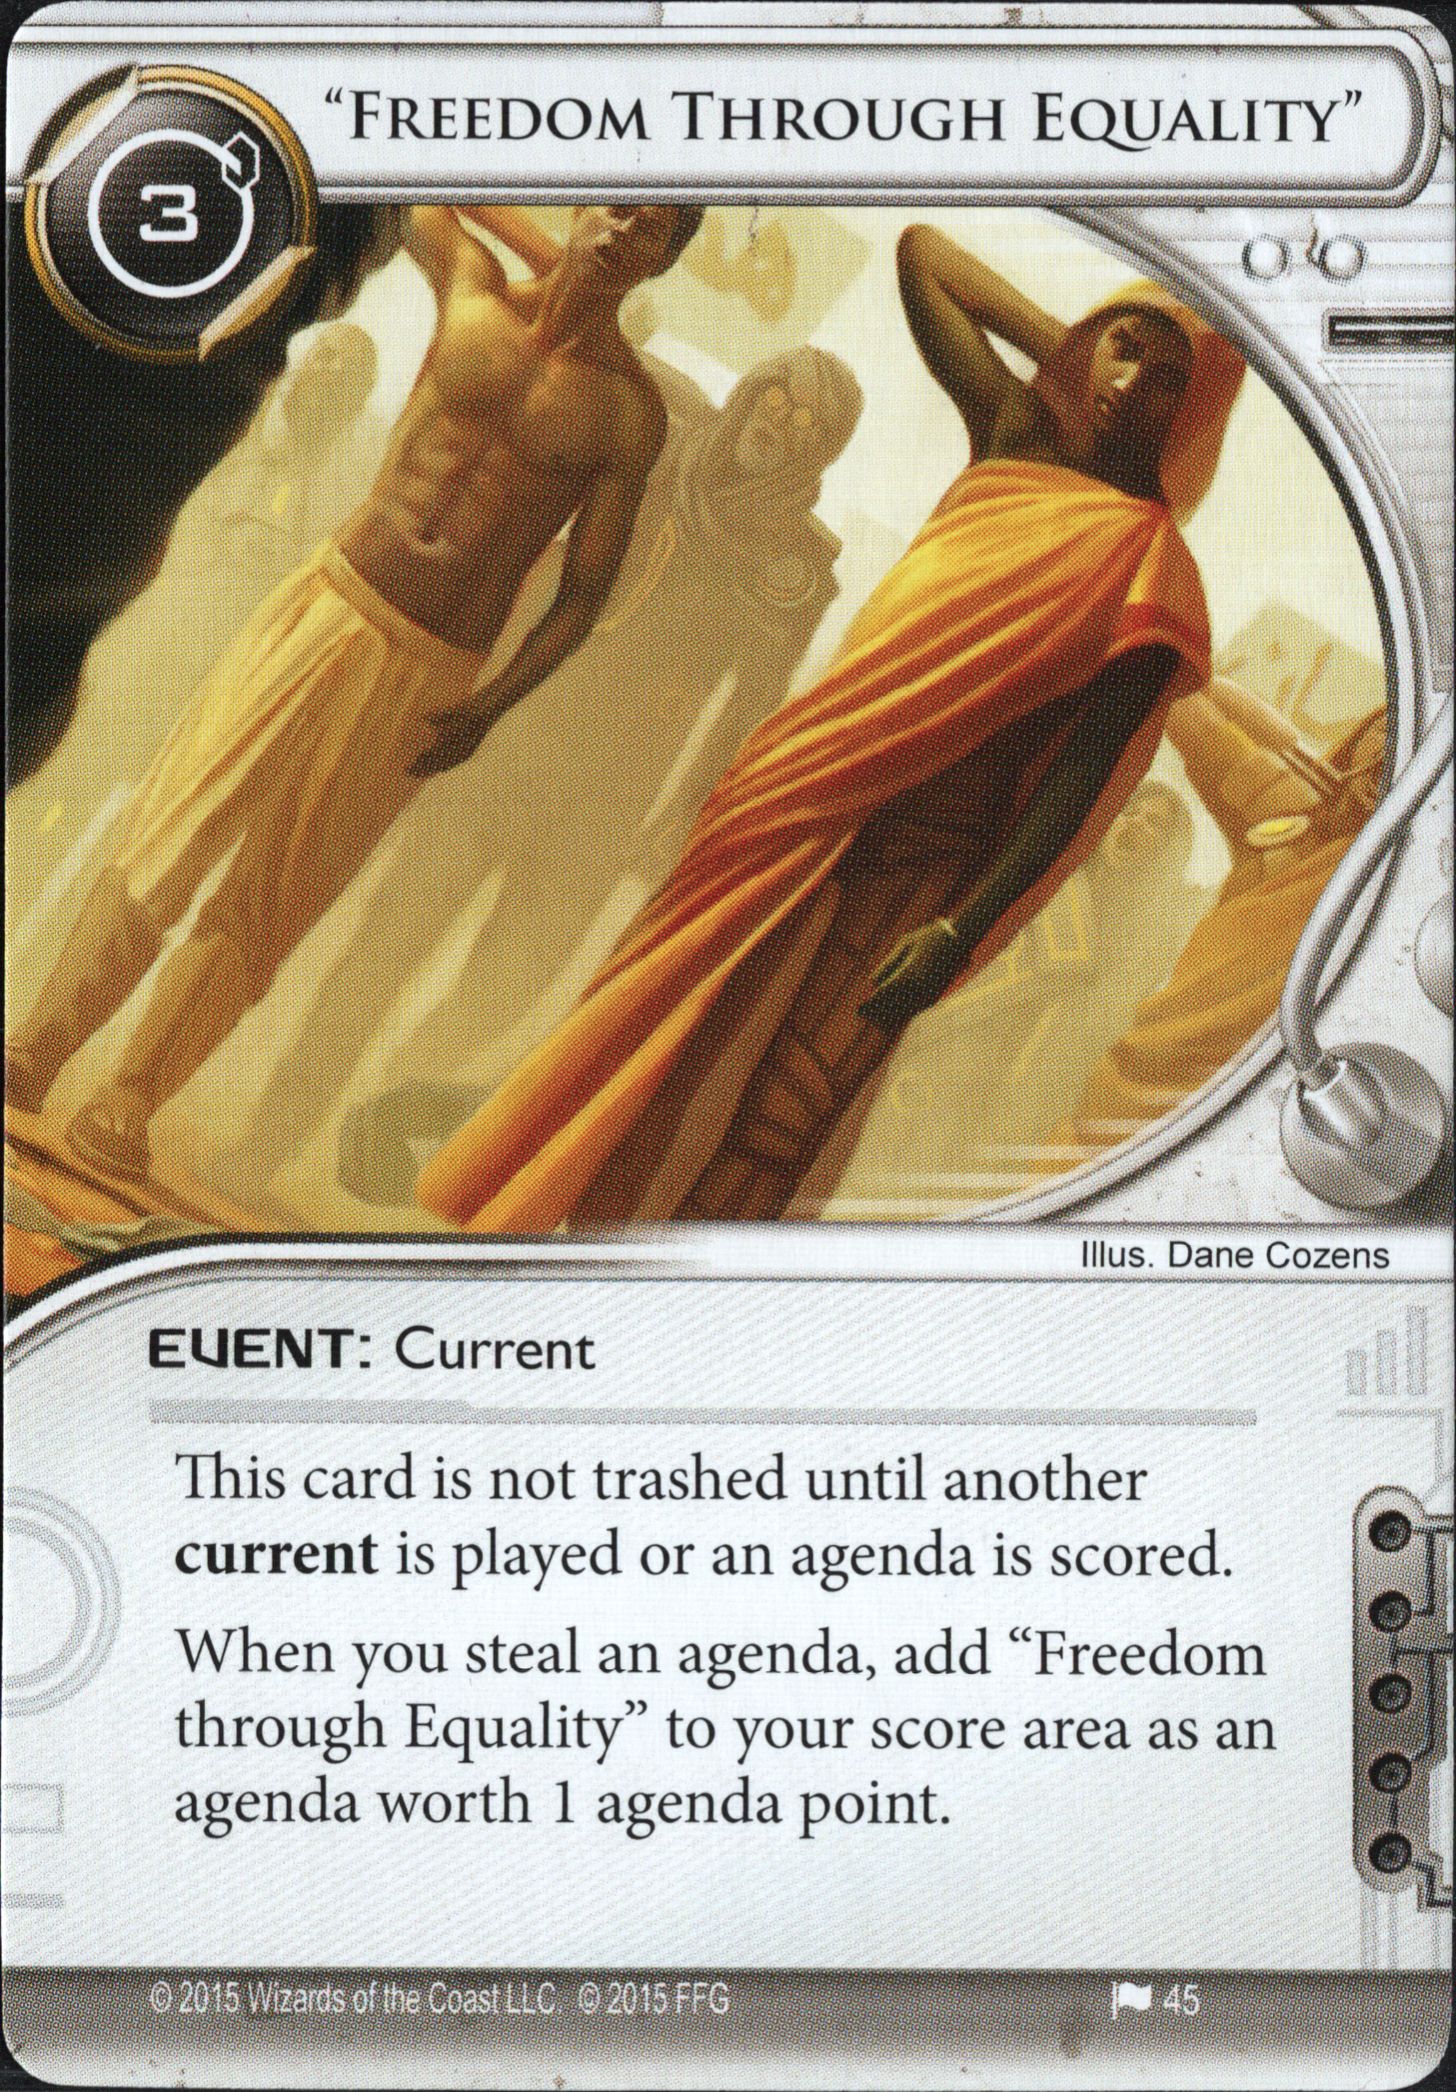 “Freedom Through Equality”
3
Illus. Dane Cozens
EVENT: Current
This card is not trashed until another
current is played or an agenda is scored.
When you steal an agenda, add “Freedom
through Equality” to your score area as an
agenda worth 1 agenda point.
© 2015 Wizards of the Coast LLC. © 2015 FFG
45